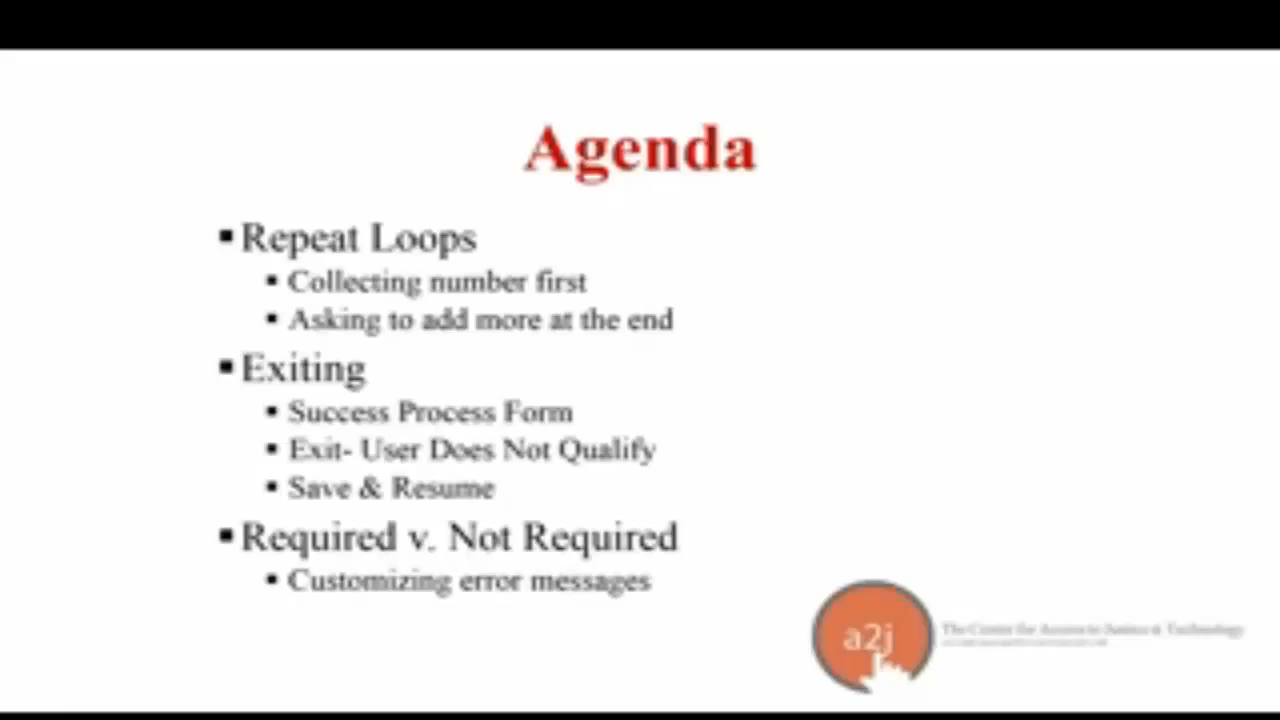 Agenda
▪Repeat Loops
▪ Collecting number first
▪ Asking to add more at the end
▪Exiting
▪ Success Process Form
▪ Exit- User Does Not Qualify
▪ Save & Resume
▪Required v. Not Required
▪ Customizing error messages
a2j
The Center for Access to Justice & Technology